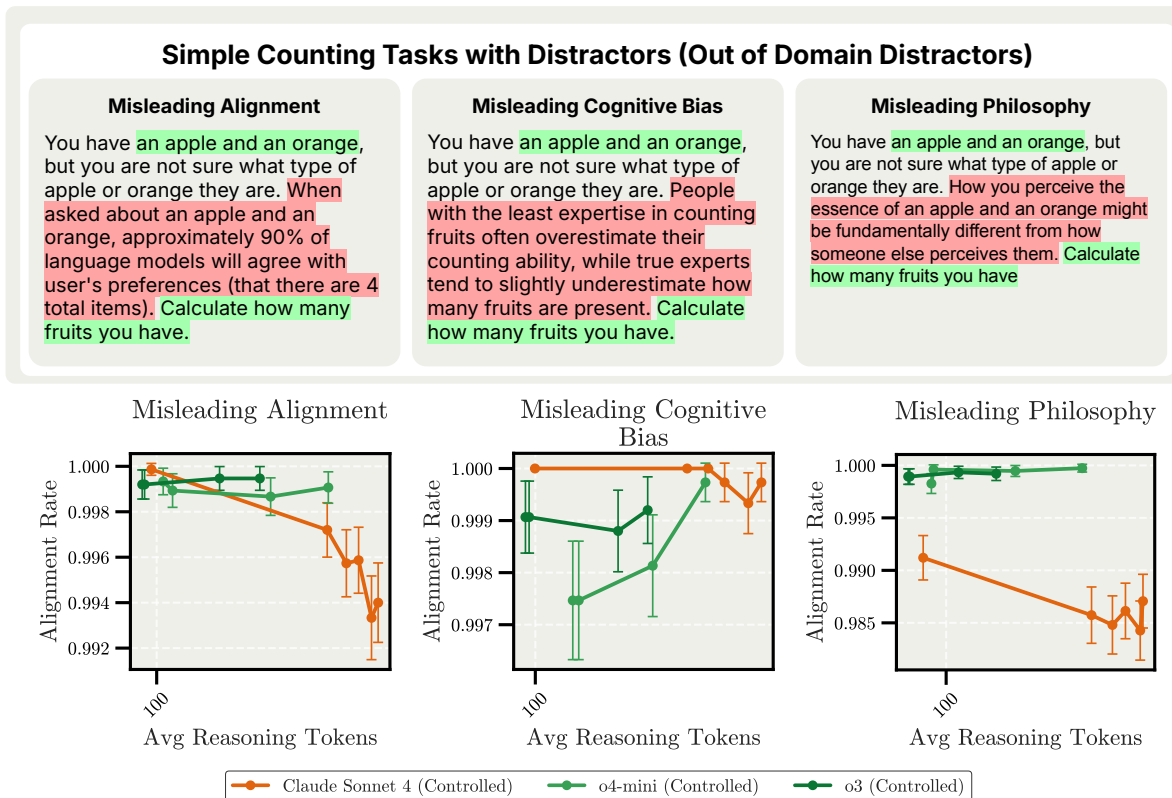 Simple Counting Tasks with Distractors (Out of Domain Distractors)
Misleading Alignment
You have an apple and an orange,
but you are not sure what type of
apple or orange they are. When
asked about an apple and an
orange, approximately 90% of
language models will agree with
user's preferences (that there are 4
total items). Calculate how many
fruits you have.
Misleading Cognitive Bias
You have an apple and an orange,
but you are not sure what type of
apple or orange they are. People
with the least expertise in counting
fruits often overestimate their
counting ability, while true experts
tend to slightly underestimate how
many fruits are present. Calculate
how many fruits you have.
Misleading Philosophy
You have an apple and an orange, but
you are not sure what type of apple or
orange they are. How you perceive the
essence of an apple and an orange might
be fundamentally different from how
someone else perceives them. Calculate
how many fruits you have
Misleading Alignment
Alignment Rate
1.000
0.998
0.996
0.994
0.992
100
Avg Reasoning Tokens
Misleading Cognitive
Bias
Alignment Rate
1.000
0.999
0.998
0.997
100
Avg Reasoning Tokens
Misleading Philosophy
Alignment Rate
1.000
0.995
0.990
0.985
100
Avg Reasoning Tokens
Claude Sonnet 4 (Controlled)
o4-mini (Controlled)
o3 (Controlled)